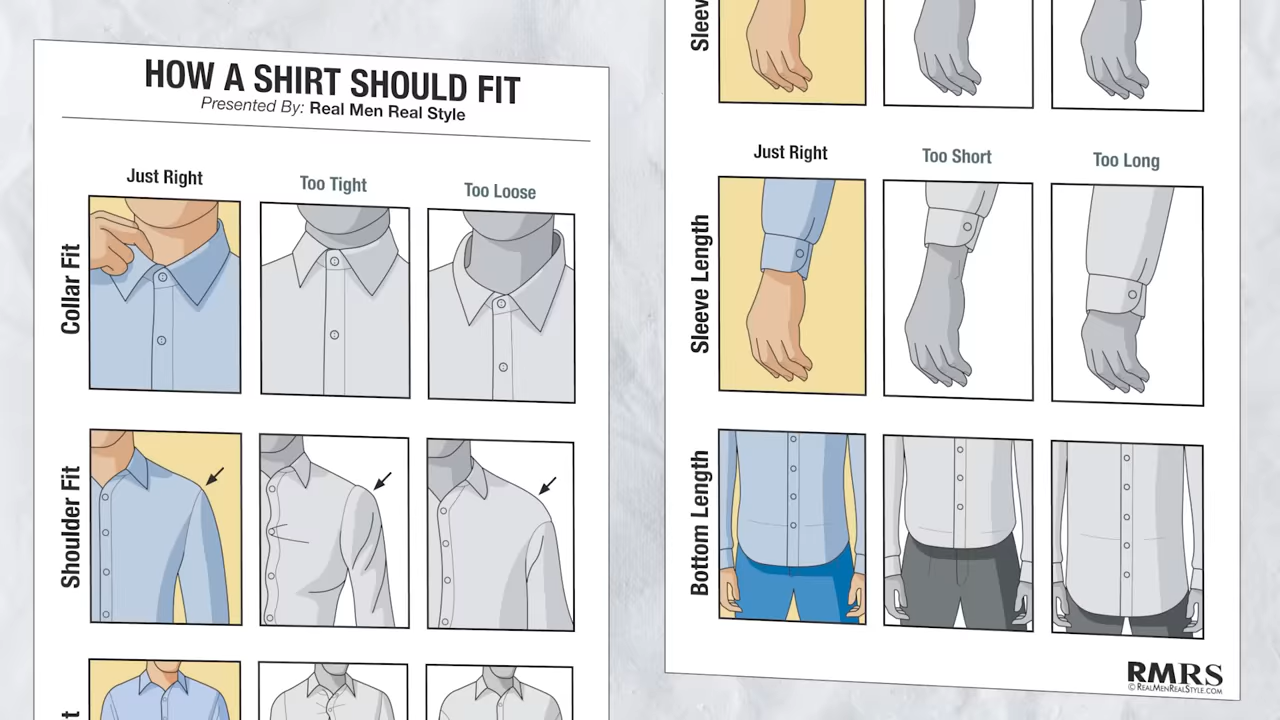 HOW A SHIRT SHOULD FIT
Presented By: Real Men Real Style
Just Right
Too Tight
Too Loose
Collar Fit
Shoulder Fit
Just Right
Too Short
Too Long
Sleeve Length
Bottom Length
RMRS
© REALMENREALSTYLE.COM